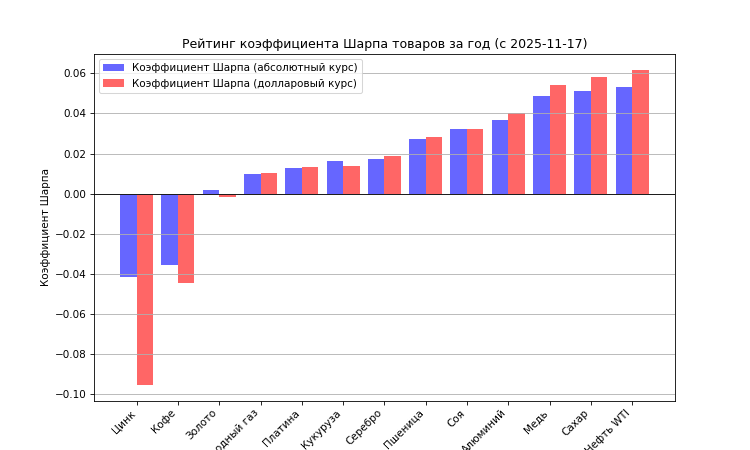 Рейтинг коэффициента Шарпа товаров за год (с 2025-11-17)
Коэффициент Шарпа (абсолютный курс)
Коэффициент Шарпа (долларовый курс)
Коэффициент Шарпа
0.06
0.04
0.02
0.00
−0.02
−0.04
−0.06
−0.08
−0.10
Цинк
Кофе
Золото
газ
Платина
Кукуруза
Серебро
Пшеница
Соя
Алюминий
Медь
Сахар
Нефть WTI